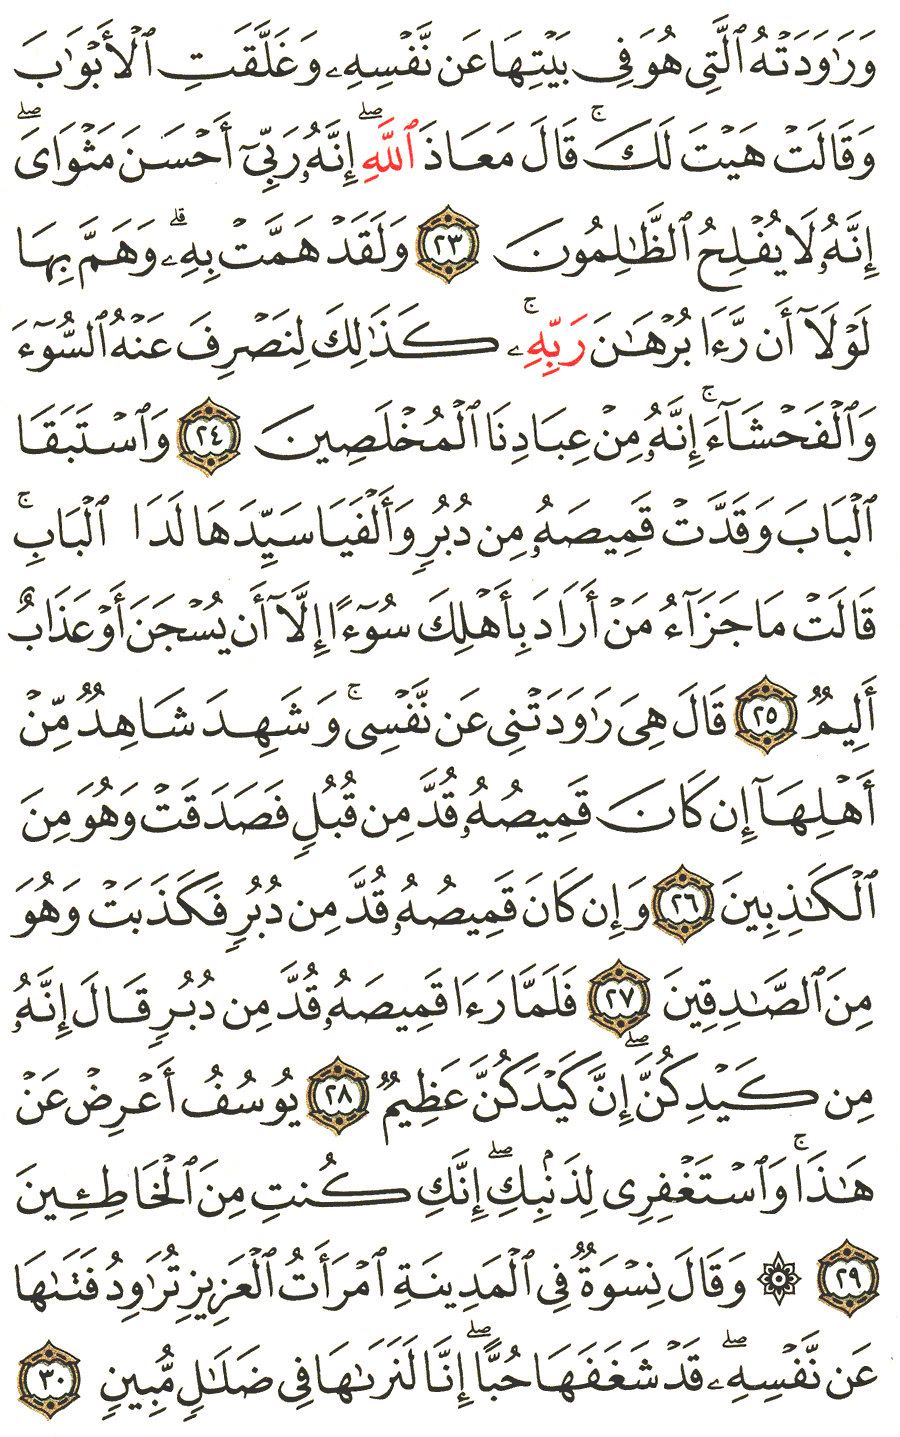 وَرَٰوَدَتْهُ ٱلَّتِى هُوَ فِى بَيْتِهَا عَن نَّفْسِهِۦ وَغَلَّقَتِ ٱلْأَبْوَٰبَ
وَقَالَتْ هَيْتَ لَكَ ۚ قَالَ مَعَاذَ ٱللَّهِ ۖ إِنَّهُۥ رَبِّىٓ أَحْسَنَ مَثْوَاىَ ۖ
إِنَّهُۥ لَا يُفْلِحُ ٱلظَّٰلِمُونَ ٢٣ وَلَقَدْ هَمَّتْ بِهِۦ ۖ وَهَمَّ بِهَا
لَوْلَآ أَن رَّءَا بُرْهَٰنَ رَبِّهِۦ ۚ كَذَٰلِكَ لِنَصْرِفَ عَنْهُ ٱلسُّوٓءَ
وَٱلْفَحْشَآءَ ۚ إِنَّهُۥ مِنْ عِبَادِنَا ٱلْمُخْلَصِينَ ٢٤ وَٱسْتَبَقَا
ٱلْبَابَ وَقَدَّتْ قَمِيصَهُۥ مِن دُبُرٍ وَأَلْفَيَا سَيِّدَهَا لَدَا ٱلْبَابِ ۚ
قَالَتْ مَا جَزَآءُ مَنْ أَرَادَ بِأَهْلِكَ سُوٓءًا إِلَّآ أَن يُسْجَنَ أَوْ عَذَابٌ
أَلِيمٌ ٢٥ قَالَ هِىَ رَٰوَدَتْنِى عَن نَّفْسِى ۚ وَشَهِدَ شَاهِدٌ مِّنْ
أَهْلِهَآ إِن كَانَ قَمِيصُهُۥ قُدَّ مِن قُبُلٍ فَصَدَقَتْ وَهُوَ مِنَ
ٱلْكَٰذِبِينَ ٢٦ وَإِن كَانَ قَمِيصُهُۥ قُدَّ مِن دُبُرٍ فَكَذَبَتْ وَهُوَ
مِنَ ٱلصَّٰدِقِينَ ٢٧ فَلَمَّا رَءَا قَمِيصَهُۥ قُدَّ مِن دُبُرٍ قَالَ إِنَّهُۥ
مِن كَيْدِكُنَّ ۖ إِنَّ كَيْدَكُنَّ عَظِيمٌ ٢٨ يُوسُفُ أَعْرِضْ عَنْ
هَٰذَا ۚ وَٱسْتَغْفِرِى لِذَنۢبِكِ ۖ إِنَّكِ كُنتِ مِنَ ٱلْخَاطِـِٔينَ
٢٩ ۞ وَقَالَ نِسْوَةٌ فِى ٱلْمَدِينَةِ ٱمْرَأَتُ ٱلْعَزِيزِ تُرَٰوِدُ فَتَىٰهَا
عَن نَّفْسِهِۦ ۖ قَدْ شَغَفَهَا حُبًّا ۖ إِنَّا لَنَرَىٰهَا فِى ضَلَٰلٍ مُّبِينٍ ٣٠